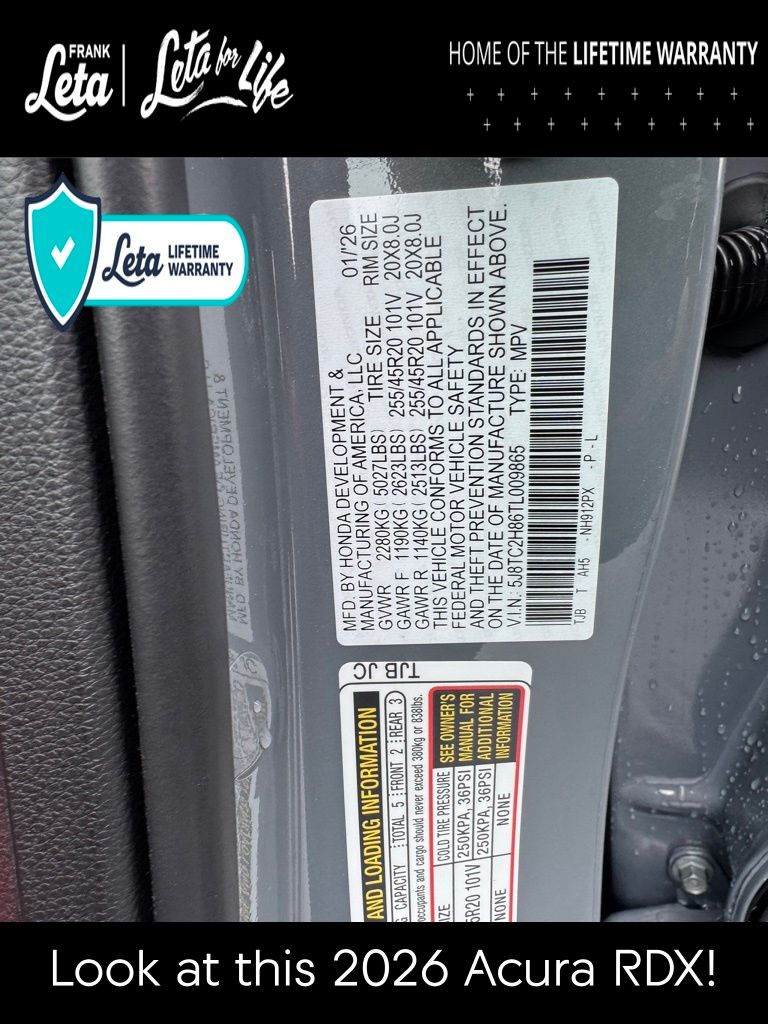 FRANK
Leta
Leta for Life
HOME OF THE LIFETIME WARRANTY
Leta LIFETIME
WARRANTY
MFD. BY HONDA DEVELOPMENT &
MANUFACTURING OF AMERICA, LLC 01/'26
GVWR 2280KG ( 5027LBS) TIRE SIZE RIM SIZE
GAWR F 1190KG ( 2623LBS) 255/45R20 101V 20X8.0J
GAWR R 1140KG ( 2513LBS) 255/45R20 101V 20X8.0J
THIS VEHICLE CONFORMS TO ALL APPLICABLE
FEDERAL MOTOR VEHICLE SAFETY
AND THEFT PREVENTION STANDARDS IN EFFECT
ON THE DATE OF MANUFACTURE SHOWN ABOVE.
V.I.N.: 5J8TC2H86TL009865 TYPE: MPV
TJB T AH5 - NH912PX - P - L
TJB JC
AND LOADING INFORMATION
CAPACITY TOTAL 5 FRONT 2 REAR 3
occupants and cargo should never exceed 380kg or 838lbs.
COLD TIRE PRESSURE
R20 101V 250KPA, 36PSI
250KPA, 36PSI
NONE NONE
SEE OWNER'S
MANUAL FOR
ADDITIONAL
INFORMATION
Look at this 2026 Acura RDX!